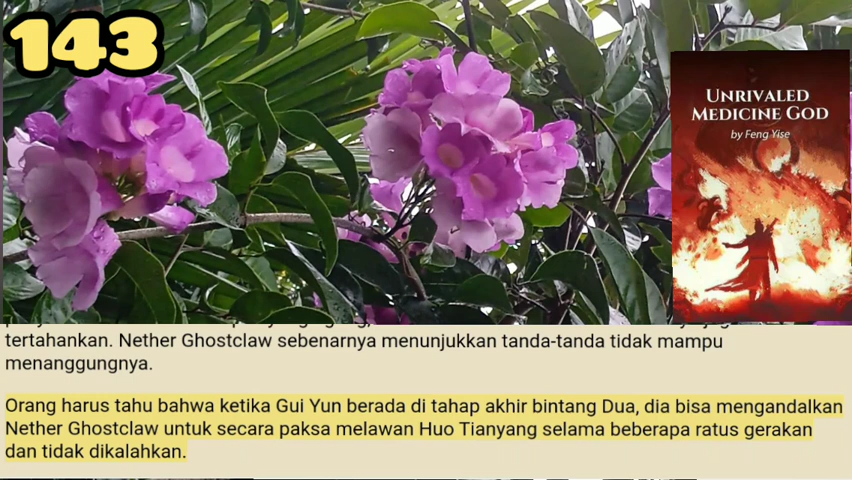 143
UNRIVALED
MEDICINE GOD
by Feng Yise
tertahankan. Nether Ghostclaw sebenarnya menunjukkan tanda-tanda tidak mampu
menanggungnya.
Orang harus tahu bahwa ketika Gui Yun berada di tahap akhir bintang Dua, dia bisa mengandalkan
Nether Ghostclaw untuk secara paksa melawan Huo Tianyang selama beberapa ratus gerakan
dan tidak dikalahkan.